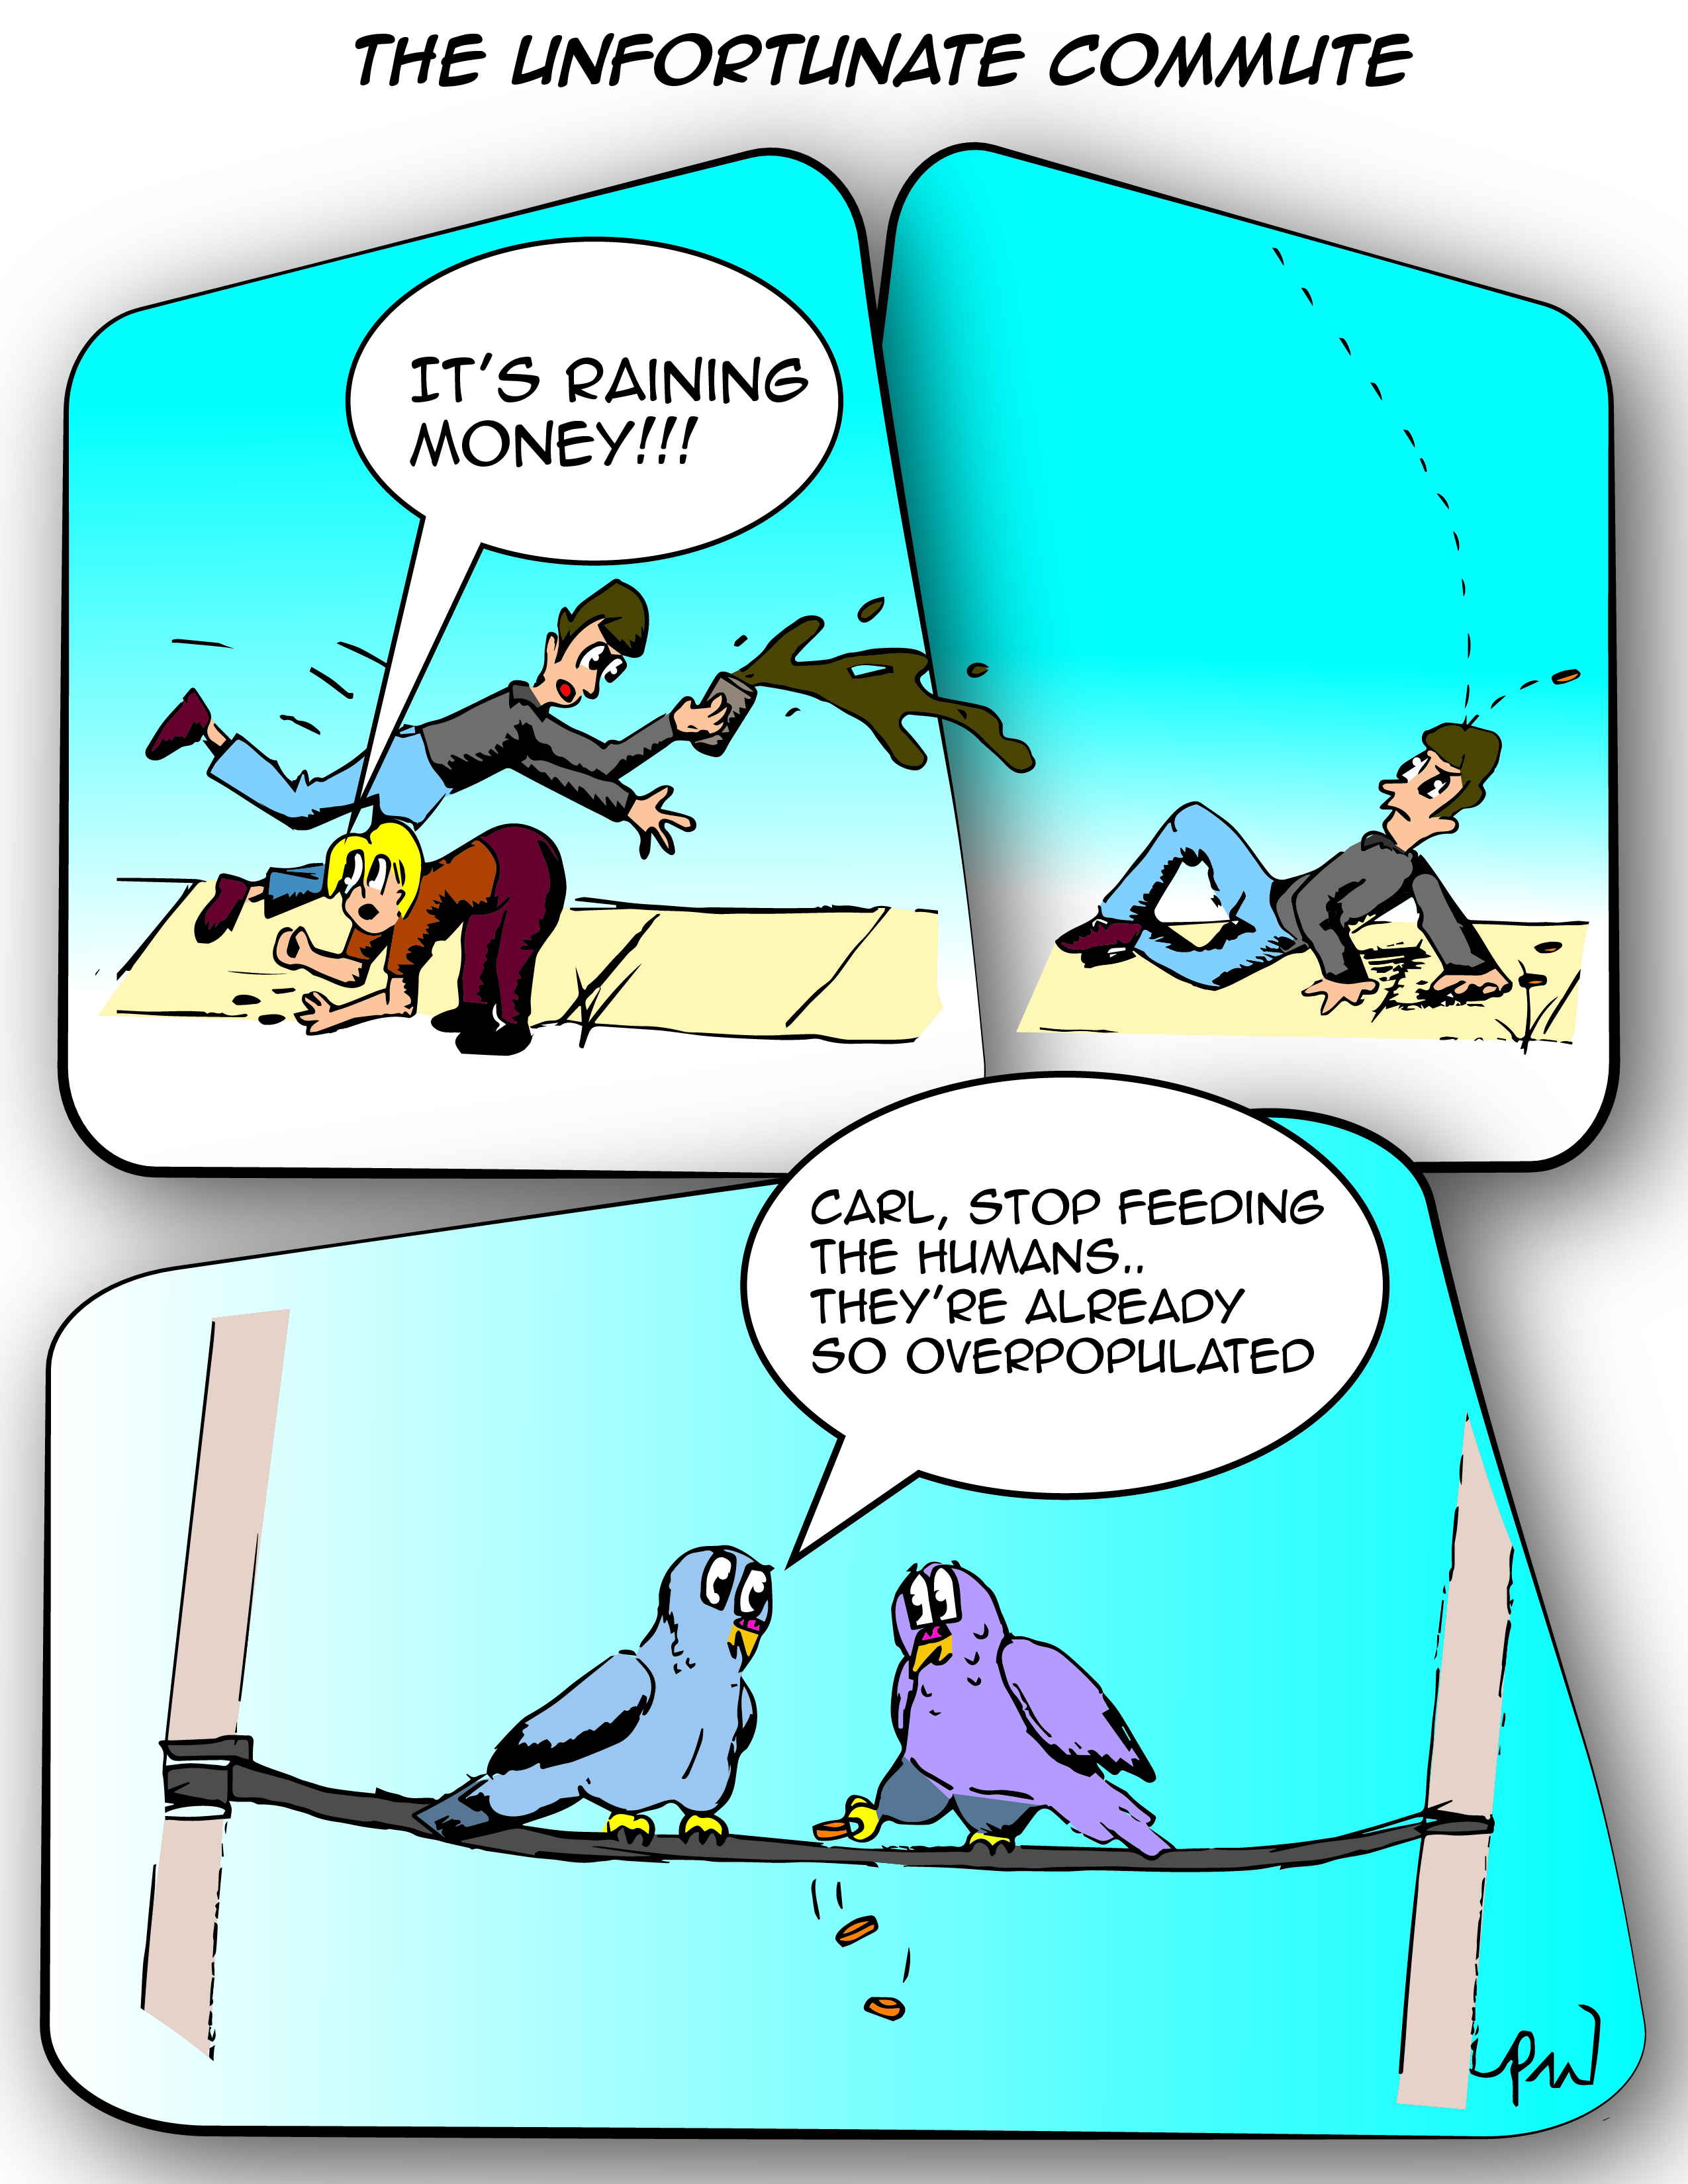 THE UNFORTUNATE COMMUTE
IT'S RAINING
MONEY!!!
CARL, STOP FEEDING
THE HUMANS..
THEY'RE ALREADY
SO OVERPOPULATED